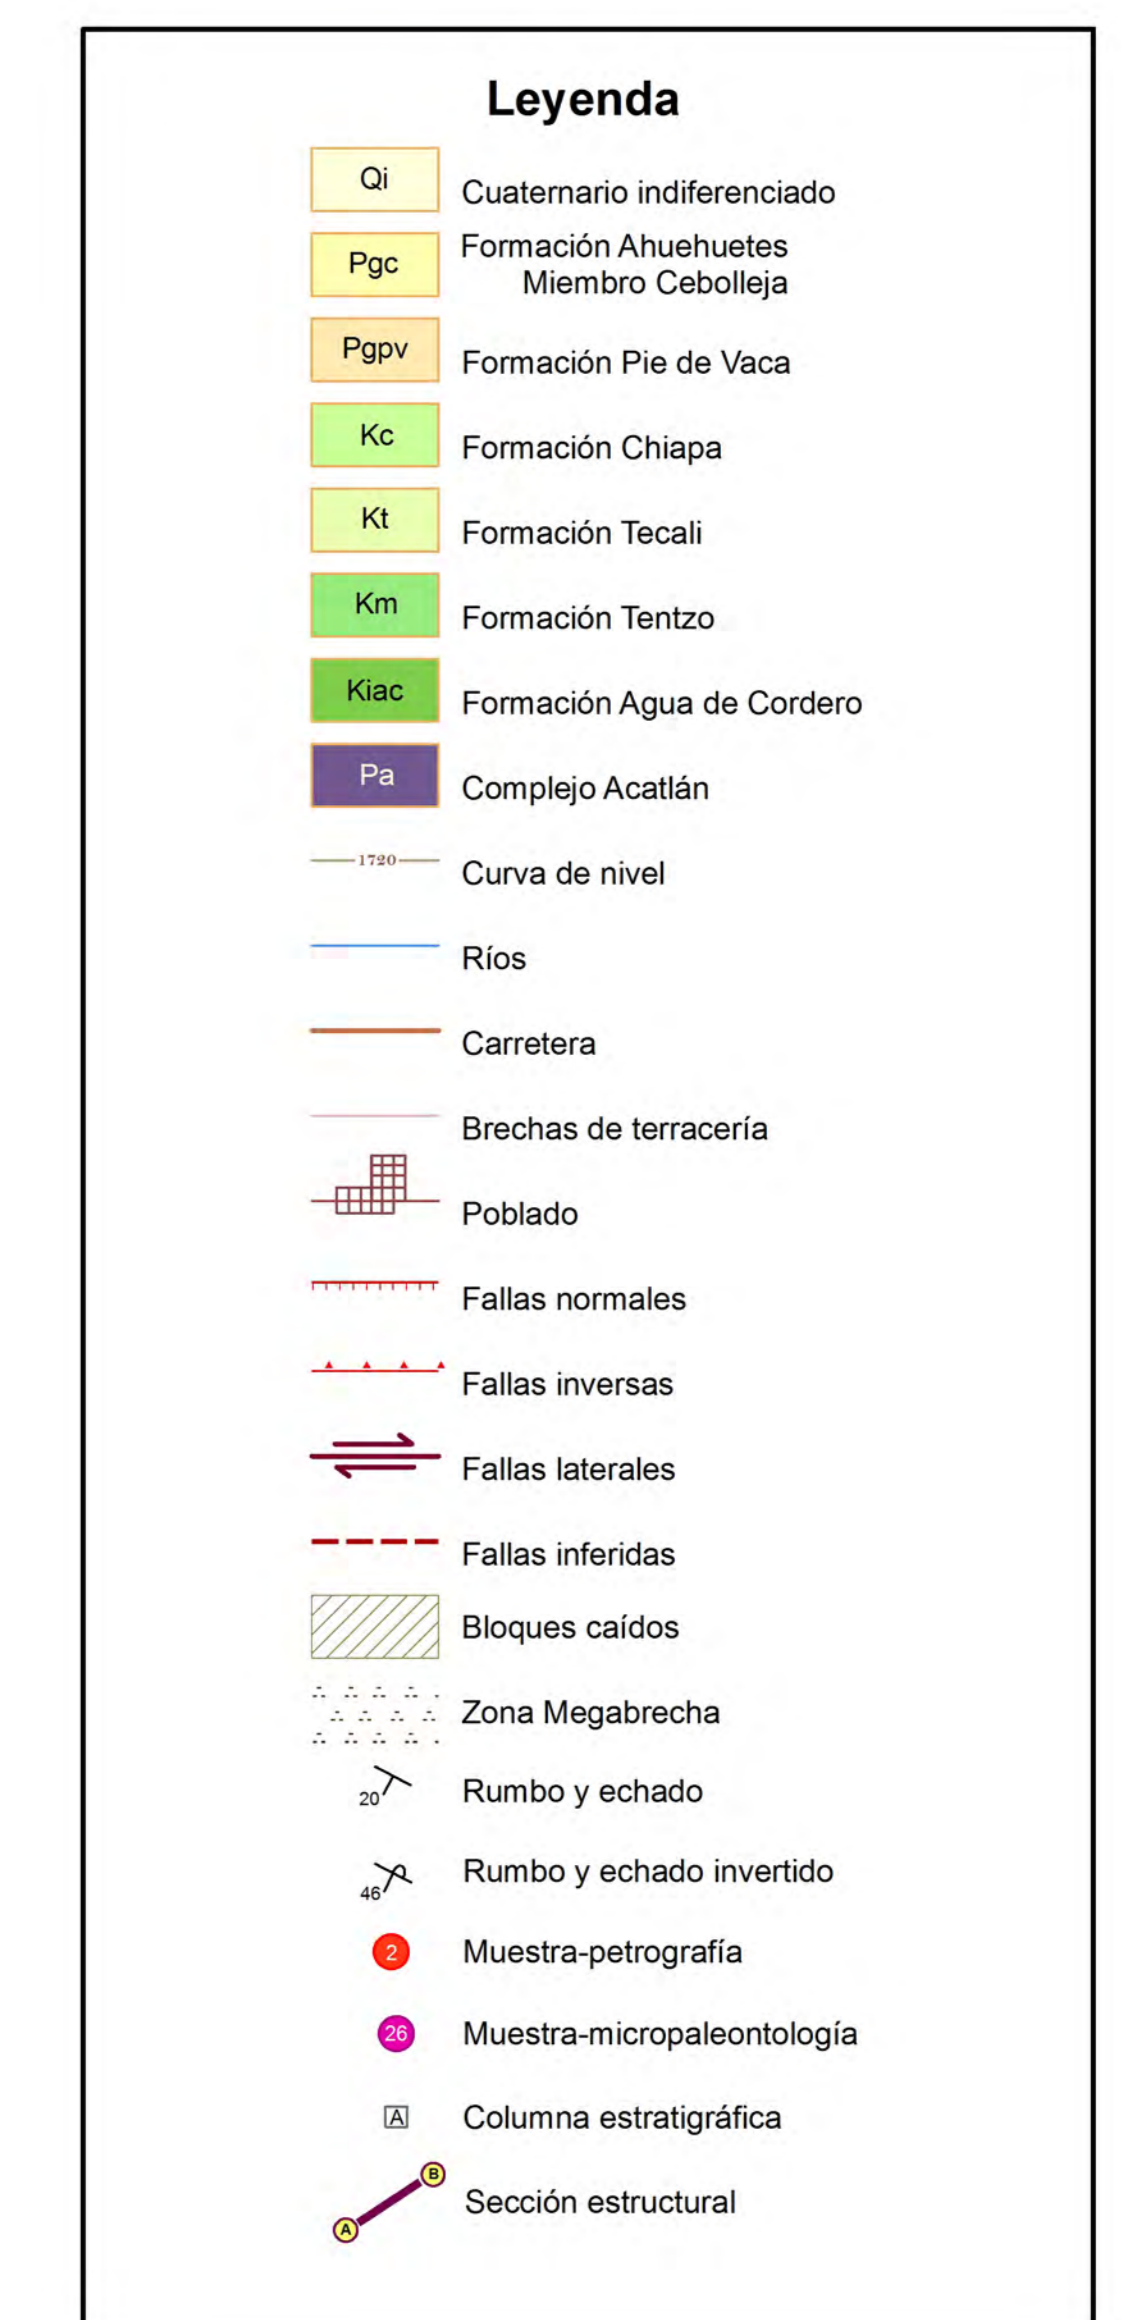 Leyenda
Qi Cuaternario indiferenciado
Pgc Formación Ahuehuetes
Miembro Cebolleja
Pgpv Formación Pie de Vaca
Kc Formación Chiapa
Kt Formación Tecali
Km Formación Tentzo
Kiac Formación Agua de Cordero
Pa Complejo Acatlán
1720 Curva de nivel
Ríos
Carretera
Brechas de terracería
Poblado
Fallas normales
Fallas inversas
Fallas laterales
Fallas inferidas
Bloques caídos
Zona Megabrecha
20 Rumbo y echado
46 Rumbo y echado invertido
2 Muestra-petrografía
26 Muestra-micropaleontología
A Columna estratigráfica
B
Sección estructural
A